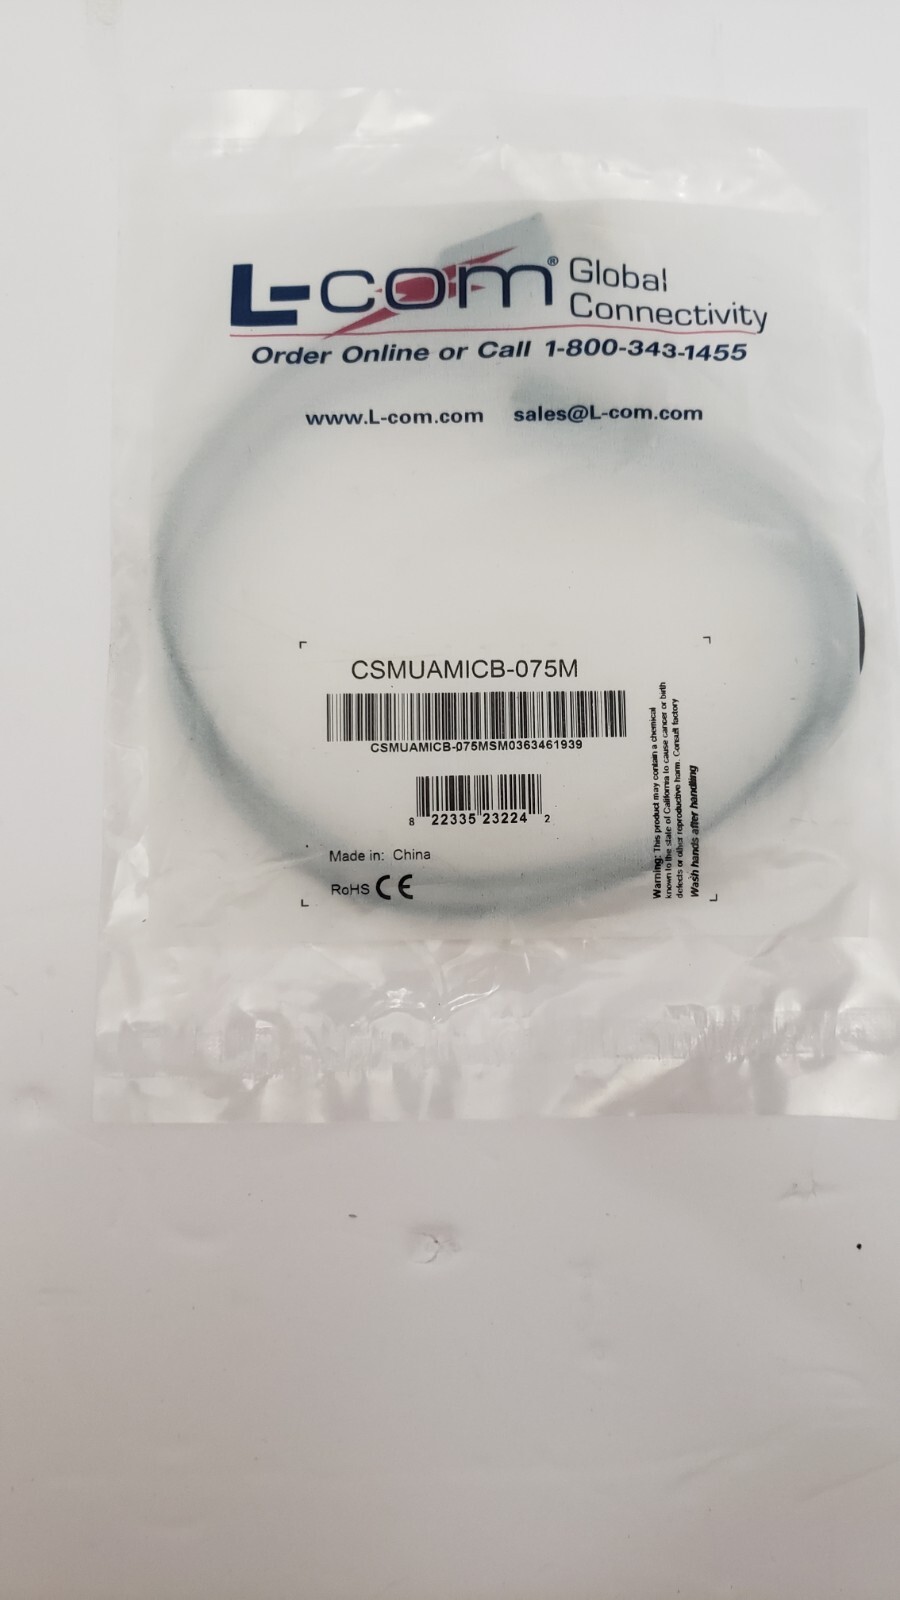 L-com® Global
Connectivity
Order Online or Call 1-800-343-1455
www.L-com.com sales@L-com.com
CSMUAMICB-075M
CSMUAMICB-075MSM0363461939
8 22335 23224 2
Made in: China
RoHS CE
Warning: This product may contain a chemical
known to the state of California to cause cancer or birth
defects or other reproductive harm. Consult factory
Wash hands after handling